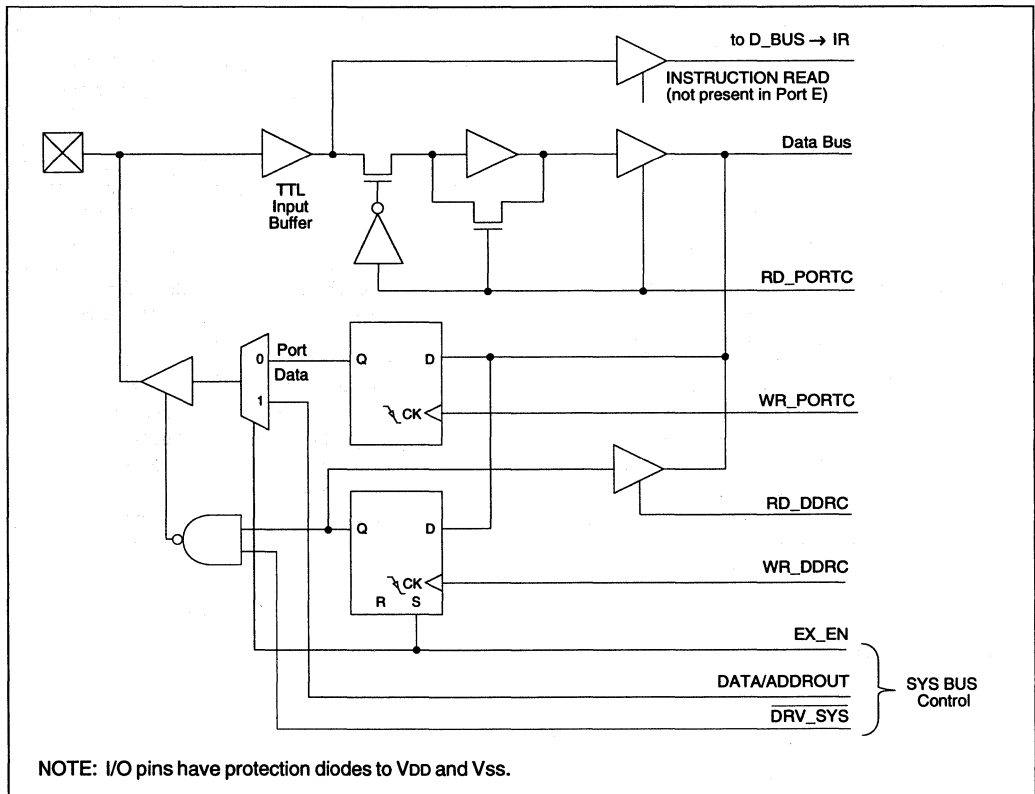 to D_BUS → IR
INSTRUCTION READ
(not present in Port E)
Data Bus
TTL
Input
Buffer
RD_PORTC
0
Port
Data
1
Q
D
CK
WR_PORTC
RD_DDRC
Q
D
CK
R
S
WR_DDRC
EX_EN
DATA/ADDROUT
DRV_SYS
SYS BUS
Control
NOTE: I/O pins have protection diodes to VDD and Vss.